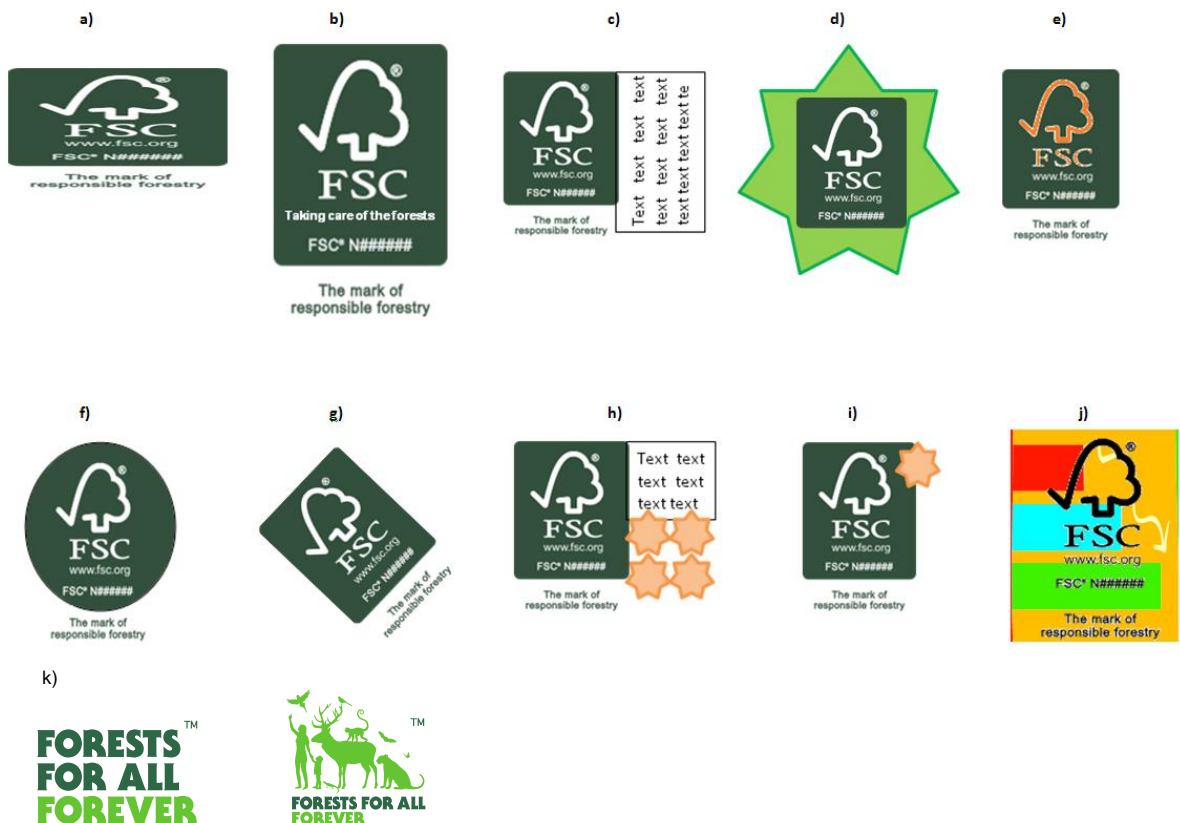 a)
FSC
®
www.fsc.org
FSC® N#######
The mark of
responsible forestry
b)
®
FSC
Taking care of the forests
FSC® N######
The mark of
responsible forestry
c)
®
FSC
www.fsc.org
FSC® N######
The mark of
responsible forestry
Text text text text
text text text text
text text text text te
d)
®
FSC
www.fsc.org
FSC® N######
e)
®
FSC
www.fsc.org
FSC® N######
The mark of
responsible forestry
f)
®
FSC
www.fsc.org
FSC® N######
The mark of
responsible forestry
g)
®
FSC
www.fsc.org
FSC® N######
The mark of
responsible forestry
h)
®
FSC
www.fsc.org
FSC® N######
The mark of
responsible forestry
Text text
text text
text text
i)
®
FSC
www.fsc.org
FSC® N######
The mark of
responsible forestry
j)
®
FSC
www.fsc.org
FSC® N######
The mark of
responsible forestry
k)
FORESTS ™
FOR ALL
FOREVER
™
FORESTS FOR ALL
FOREVER